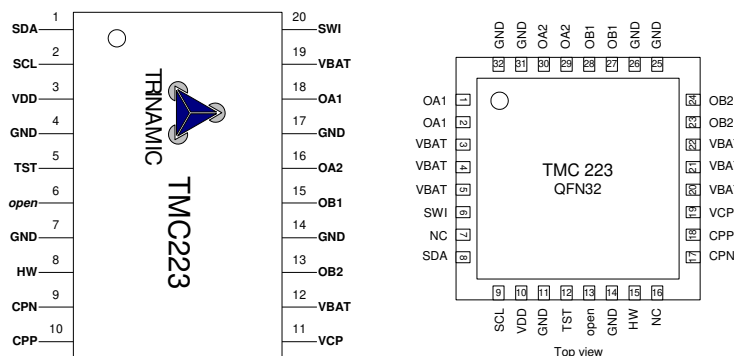 1 20
SDA SWI
2 19
SCL VBAT
3 18
VDD OA1
4 17
GND GND
5 16
TST OA2
6 15
open OB1
7 14
GND GND
8 13
HW OB2
9 12
CPN VBAT
10 11
CPP VCP
TRINAMIC
TMC223
GND GND OA2 OA2 OB1 OB1 GND GND
32 31 30 29 28 27 26 25
OA1 1 24 OB2
OA1 2 23 OB2
VBAT 3 22 VBA
VBAT 4 21 VBA
VBAT 5 20 VBA
SWI 6 19 VCP
NC 7 18 CPP
SDA 8 17 CPN
TMC 223
QFN32
9 10 11 12 13 14 15 16
SCL VDD GND TST open GND HW NC
Top view